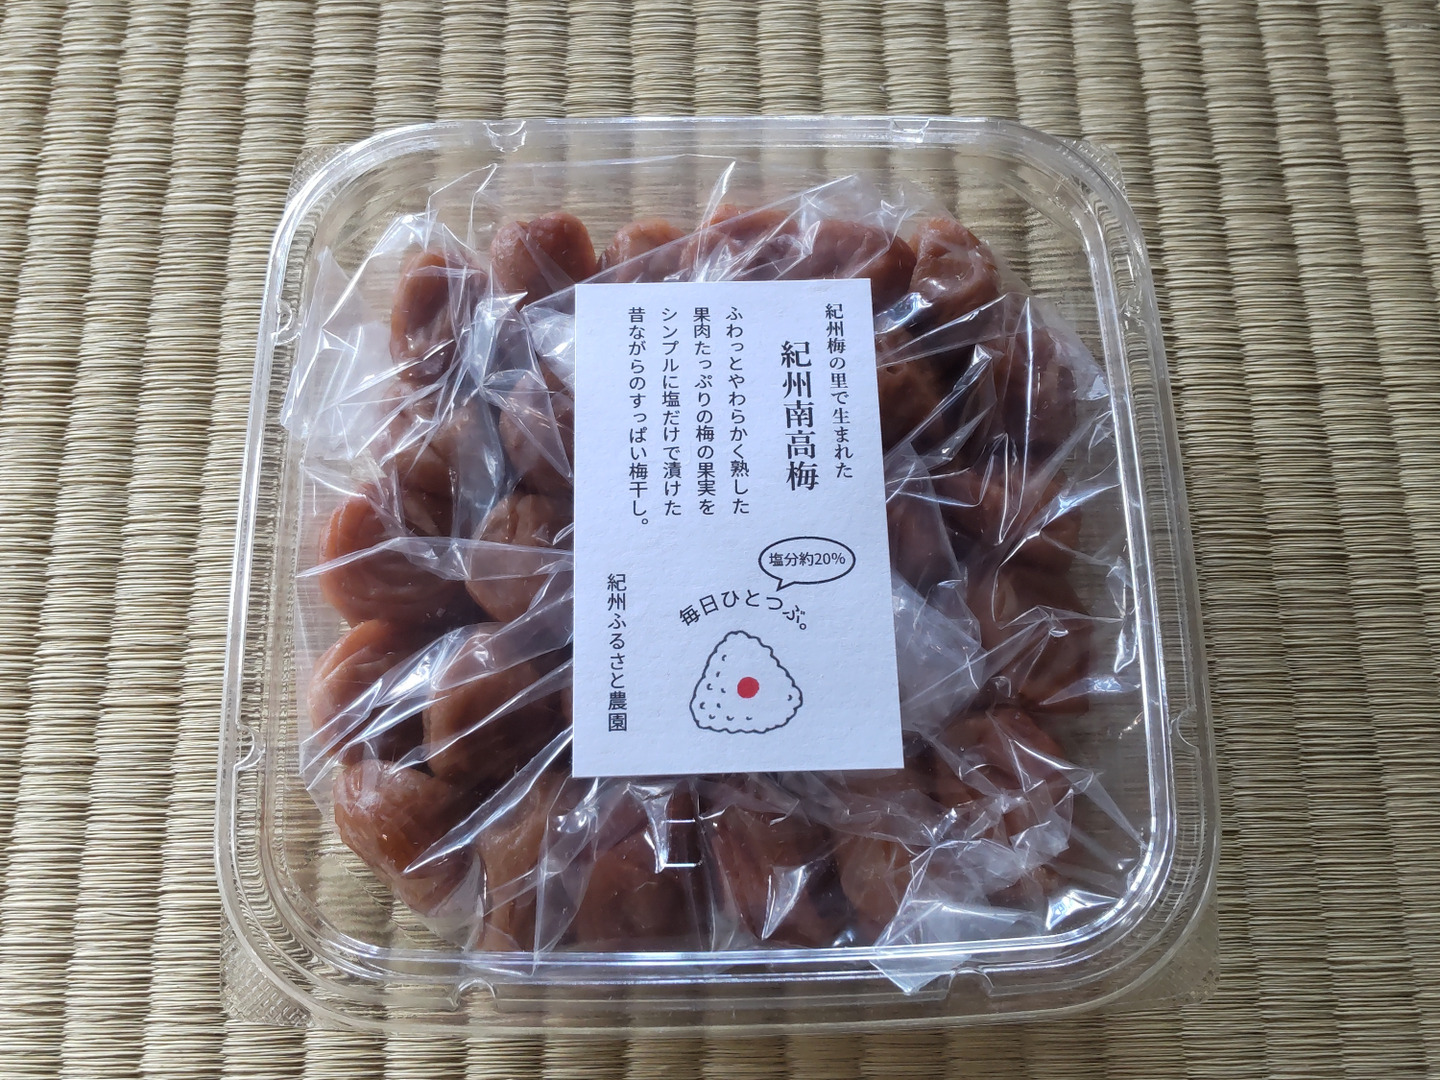 紀州梅の里で生まれた
紀州南高梅
ふわっとやわらかく熟した
果肉たっぷりの梅の果実を
シンプルに塩だけで漬けた
昔ながらのすっぱい梅干し。
塩分約20%
毎日ひとつぶ。
紀州ふるさと農園